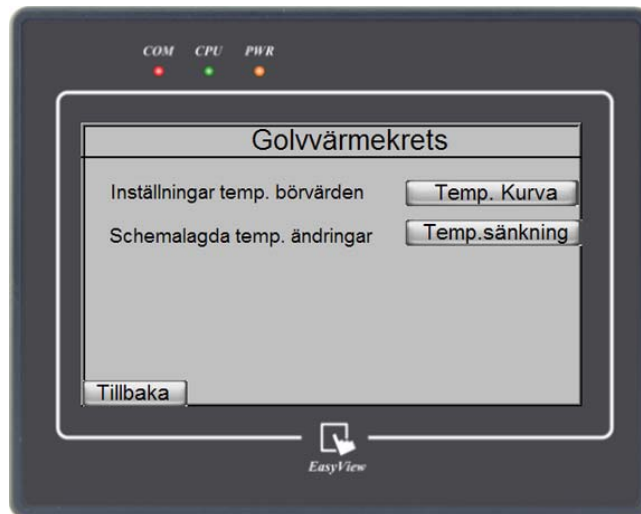 COM CPU PWR
Golvvärmekrets
Inställningar temp. börvärden Temp. Kurva
Schemalagda temp. ändringar Temp.sänkning
Tillbaka
EasyView